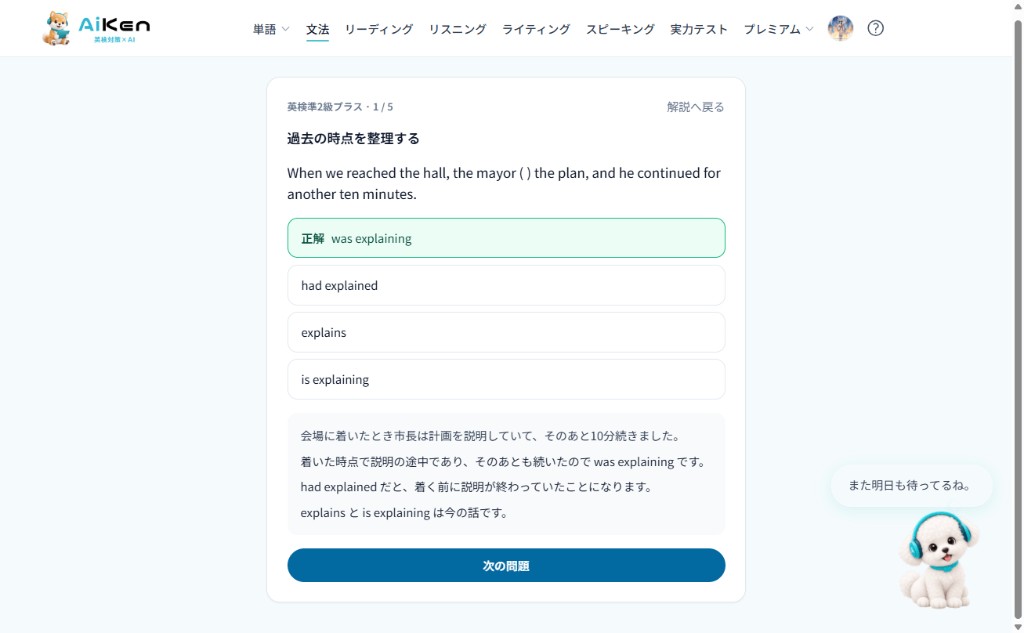 AiKen
英検対策×AI
単語
文法
リーディング
リスニング
ライティング
スピーキング
実力テスト
プレミアム
英検準2級プラス・1 / 5
解説へ戻る
過去の時点を整理する
When we reached the hall, the mayor ( ) the plan, and he continued for
another ten minutes.
正解 was explaining
had explained
explains
is explaining
会場に着いたとき市長は計画を説明していて、そのあと10分続きました。
着いた時点で説明の途中であり、そのあとも続いたので was explaining です。
had explained だと、着く前に説明が終わっていたことになります。
explains と is explaining は今の話です。
次の問題
また明日も待ってるね。